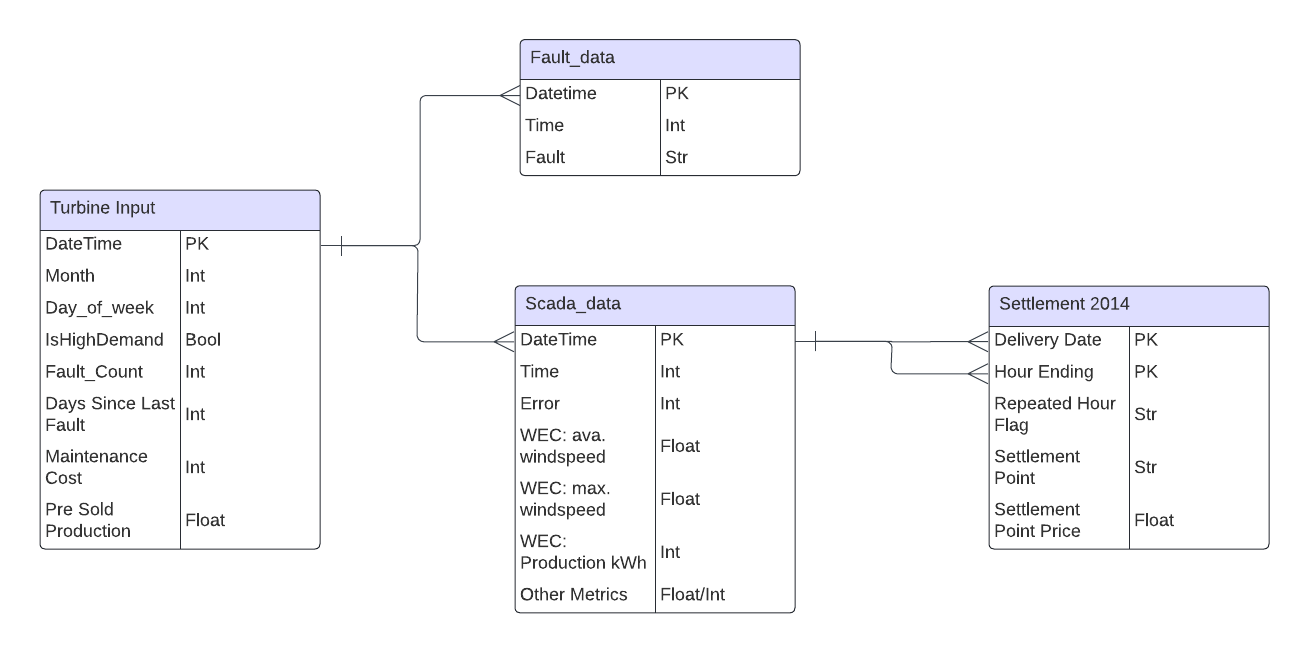 Fault_data
Datetime PK
Time Int
Fault Str
Turbine Input
DateTime PK
Month Int
Day_of_week Int
IsHighDemand Bool
Fault_Count Int
Days Since Last
Fault Int
Maintenance
Cost Int
Pre Sold
Production Float
Scada_data
DateTime PK
Time Int
Error Int
WEC: ava.
windspeed Float
WEC: max.
windspeed Float
WEC:
Production kWh Int
Other Metrics Float/Int
Settlement 2014
Delivery Date PK
Hour Ending PK
Repeated Hour
Flag Str
Settlement
Point Str
Settlement
Point Price Float